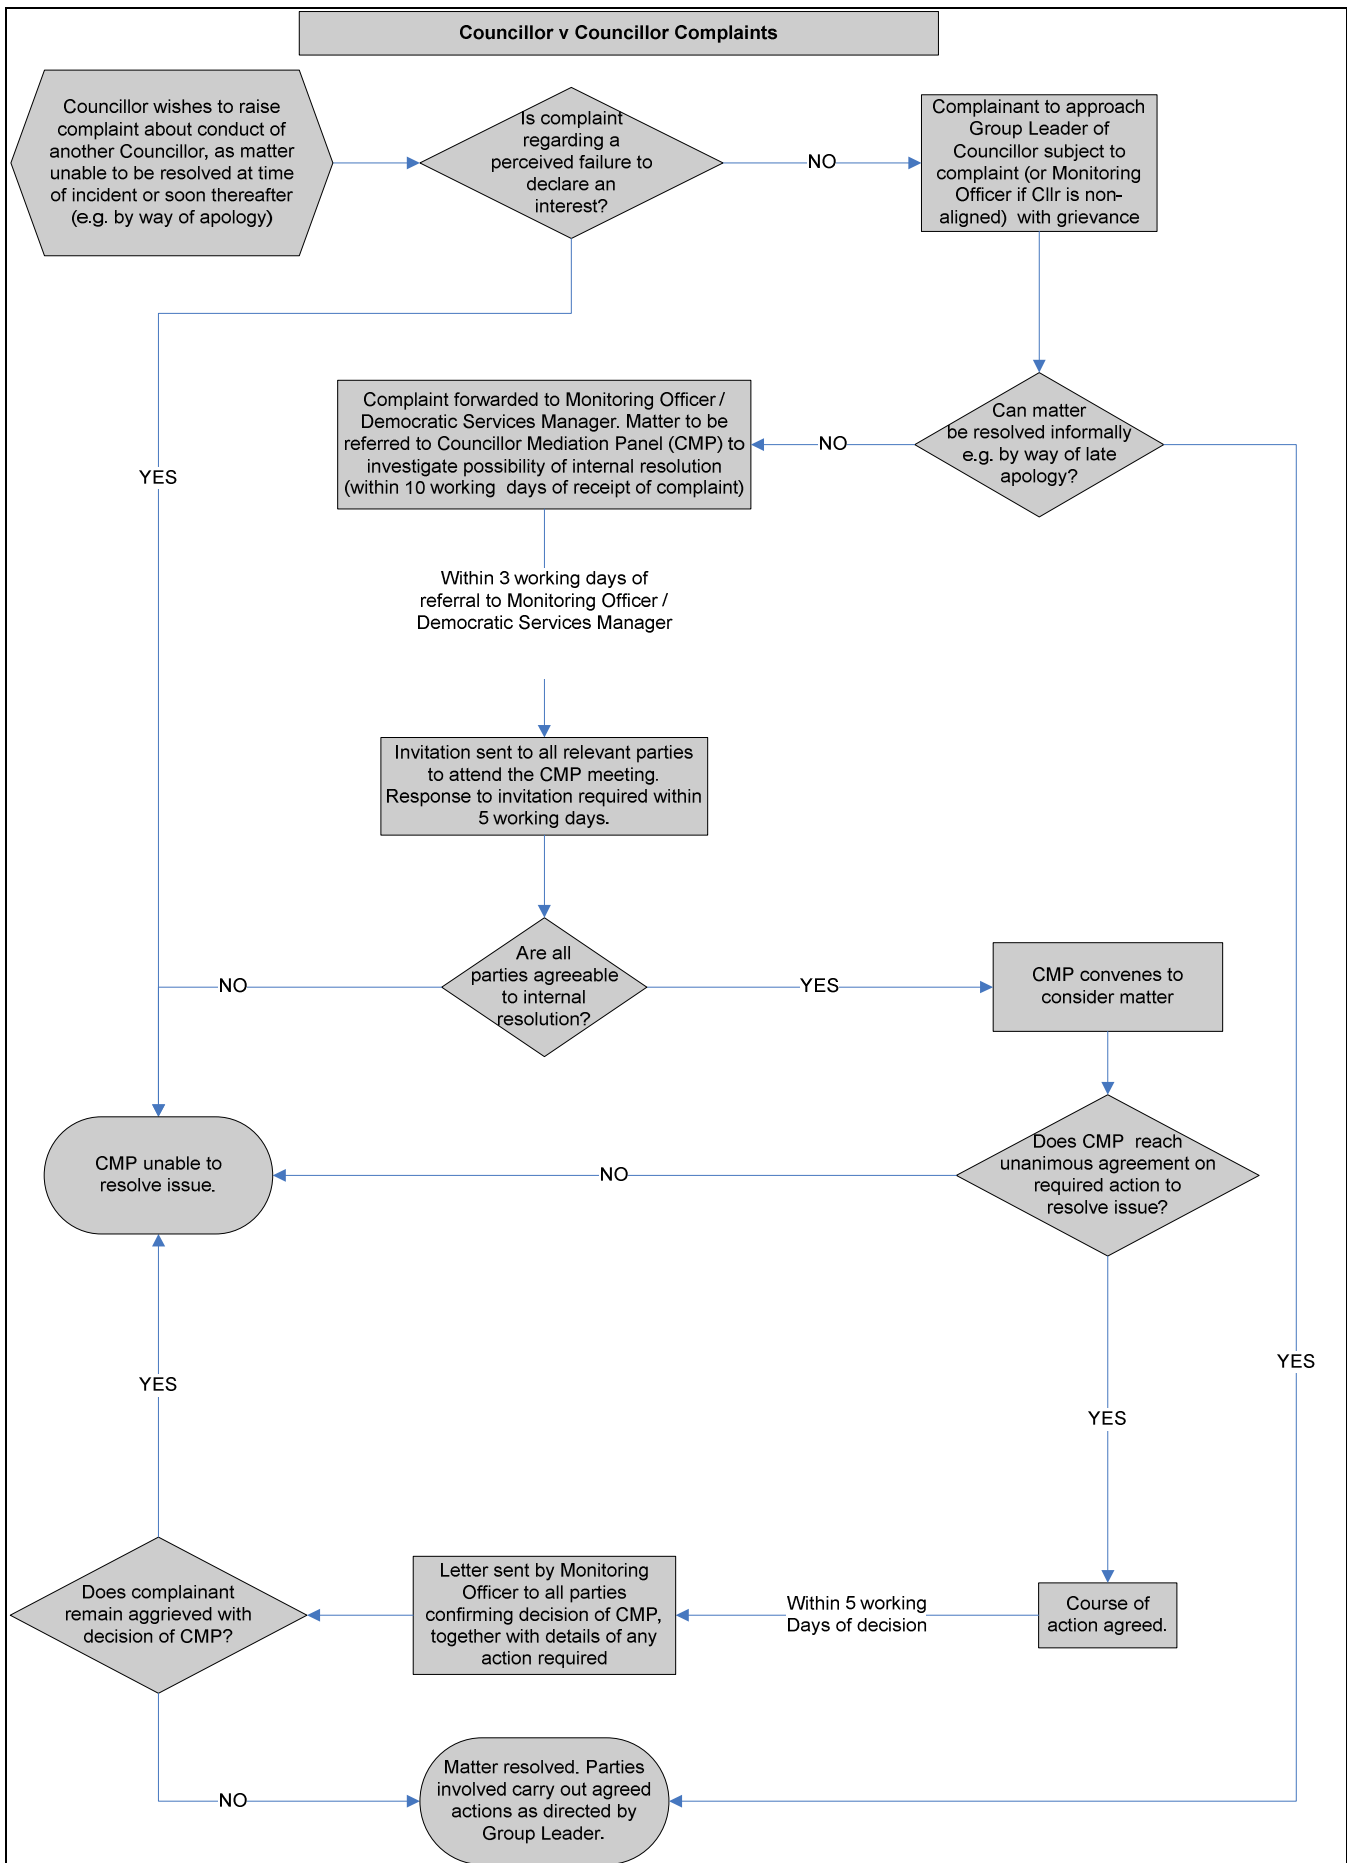 Councillor v Councillor Complaints
Councillor wishes to raise
complaint about conduct of
another Councillor, as matter
unable to be resolved at time
of incident or soon thereafter
(e.g. by way of apology)
Is complaint
regarding a
perceived failure to
declare an
interest?
NO
Complainant to approach
Group Leader of
Councillor subject to
complaint (or Monitoring
Officer if Cllr is non-
aligned) with grievance
YES
Complaint forwarded to Monitoring Officer /
Democratic Services Manager. Matter to be
referred to Councillor Mediation Panel (CMP) to
investigate possibility of internal resolution
(within 10 working days of receipt of complaint)
NO
Can matter
be resolved informally
e.g. by way of late
apology?
Within 3 working days of
referral to Monitoring Officer /
Democratic Services Manager
Invitation sent to all relevant parties
to attend the CMP meeting.
Response to invitation required within
5 working days.
NO
Are all
parties agreeable
to internal
resolution?
YES
CMP convenes to
consider matter
CMP unable to
resolve issue.
NO
Does CMP reach
unanimous agreement on
required action to
resolve issue?
YES
YES
YES
Does complainant
remain aggrieved with
decision of CMP?
Letter sent by Monitoring
Officer to all parties
confirming decision of CMP,
together with details of any
action required
Within 5 working
Days of decision
Course of
action agreed.
NO
Matter resolved. Parties
involved carry out agreed
actions as directed by
Group Leader.